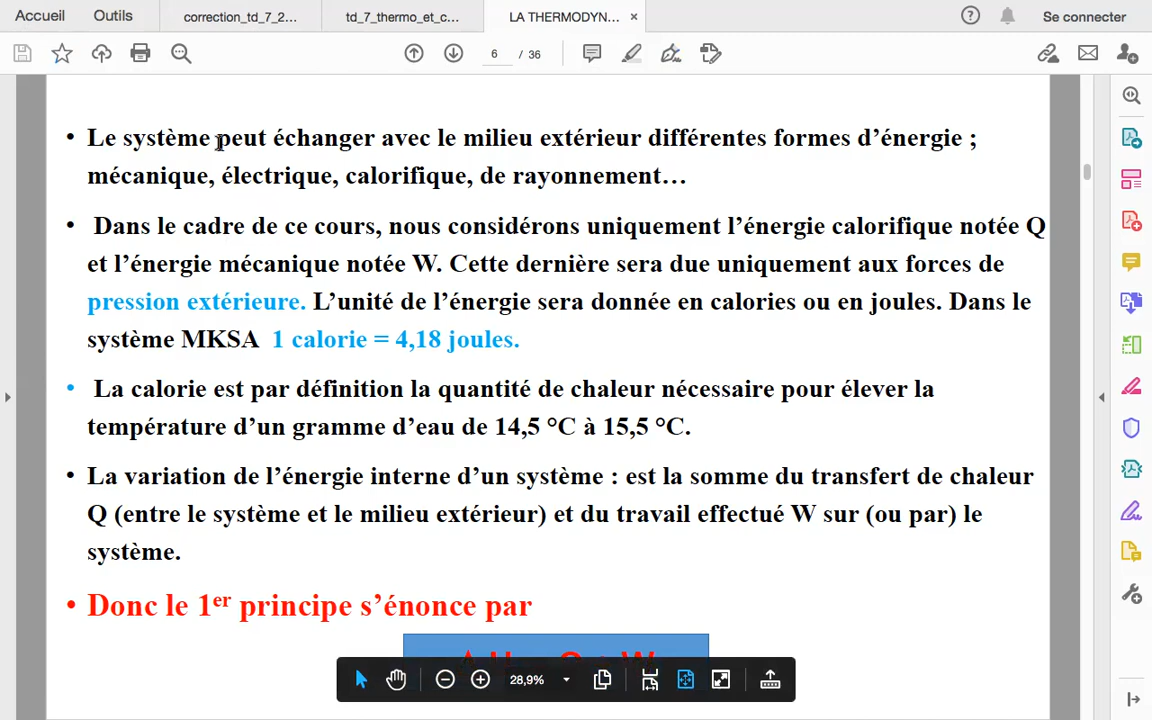 Accueil Outils correction_td_7_2... td_7_thermo_et_c... LA THERMODYN... × Se connecter
6 / 36
• Le système peut échanger avec le milieu extérieur différentes formes d’énergie ;
mécanique, électrique, calorifique, de rayonnement…
• Dans le cadre de ce cours, nous considérons uniquement l’énergie calorifique notée Q
et l’énergie mécanique notée W. Cette dernière sera due uniquement aux forces de
pression extérieure. L’unité de l’énergie sera donnée en calories ou en joules. Dans le
système MKSA 1 calorie = 4,18 joules.
• La calorie est par définition la quantité de chaleur nécessaire pour élever la
température d’un gramme d’eau de 14,5 °C à 15,5 °C.
• La variation de l’énergie interne d’un système : est la somme du transfert de chaleur
Q (entre le système et le milieu extérieur) et du travail effectué W sur (ou par) le
système.
• Donc le 1er principe s’énonce par
28,9%